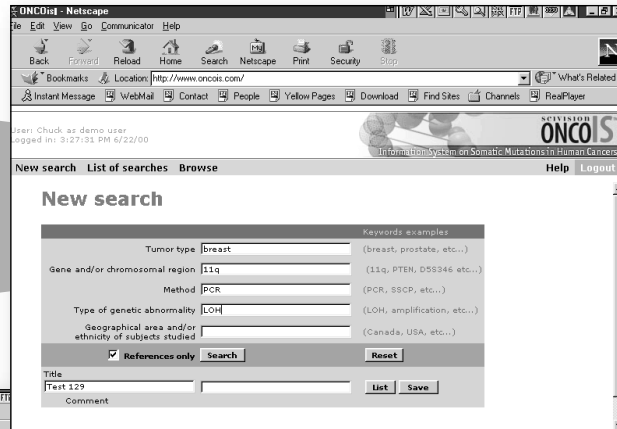 ONCOis! - Netscape
File Edit View Go Communicator Help
Back Forward Reload Home Search Netscape Print Security Stop
Bookmarks Location: http://www.oncois.com/ What's Related
Instant Message WebMail Contact People Yellow Pages Download Find Sites Channels RealPlayer
User: Chuck as demo user
Logged in: 3:27:31 PM 6/22/00
SCIVISION
ONCOIS
Information System on Somatic Mutations in Human Cancers
New search List of searches Browse Help Logout
New search
Keywords examples
Tumor type breast (breast, prostate, etc...)
Gene and/or chromosomal region 11q (11q, PTEN, D5S346 etc...)
Method PCR (PCR, SSCP, etc...)
Type of genetic abnormality LOH (LOH, amplification, etc...)
Geographical area and/or
ethnicity of subjects studied (Canada, USA, etc...)
References only Search Reset
Title
Test 129 List Save
Comment